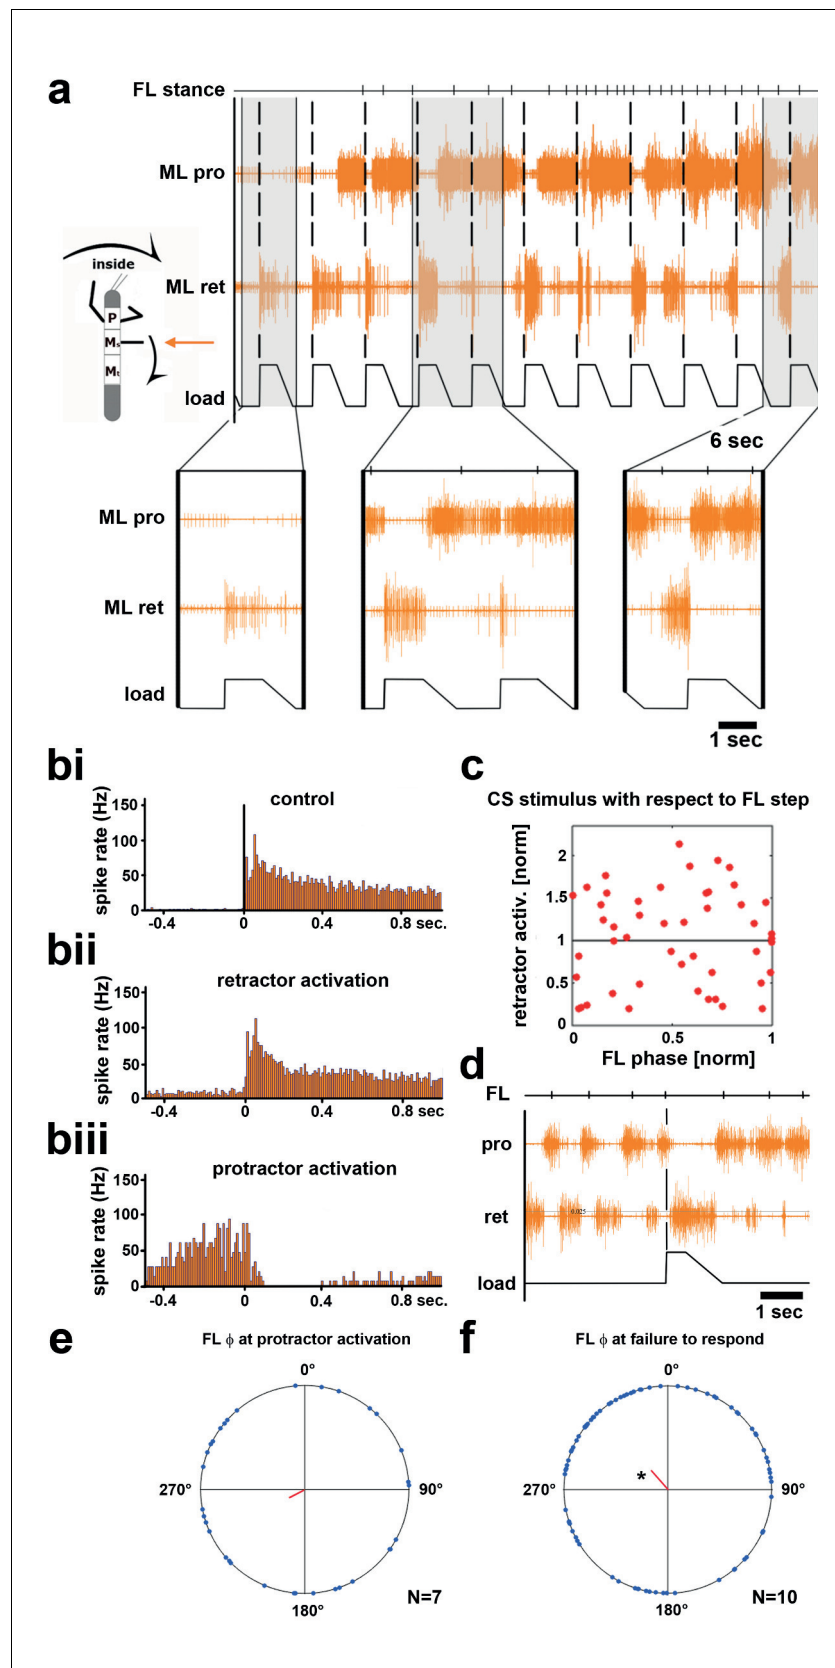 a
FL stance
ML pro
inside
ML ret
P
Ms
Mt
load
6 sec
ML pro
ML ret
load
1 sec
bi
control
spike rate (Hz)
150
100
50
0
-0.4
0
0.4
0.8 sec.
bii
retractor activation
spike rate (Hz)
150
100
50
0
-0.4
0
0.4
0.8 sec
biii
protractor activation
spike rate (Hz)
150
100
50
0
-0.4
0
0.4
0.8 sec.
c
CS stimulus with respect to FL step
retractor activ. [norm]
2
1.5
1
0.5
0
0
0.5
1
FL phase [norm]
d
FL
pro
ret
0.025
load
1 sec
e
FL ϕ at protractor activation
0°
270°
90°
180°
N=7
f
FL ϕ at failure to respond
0°
*
270°
90°
180°
N=10